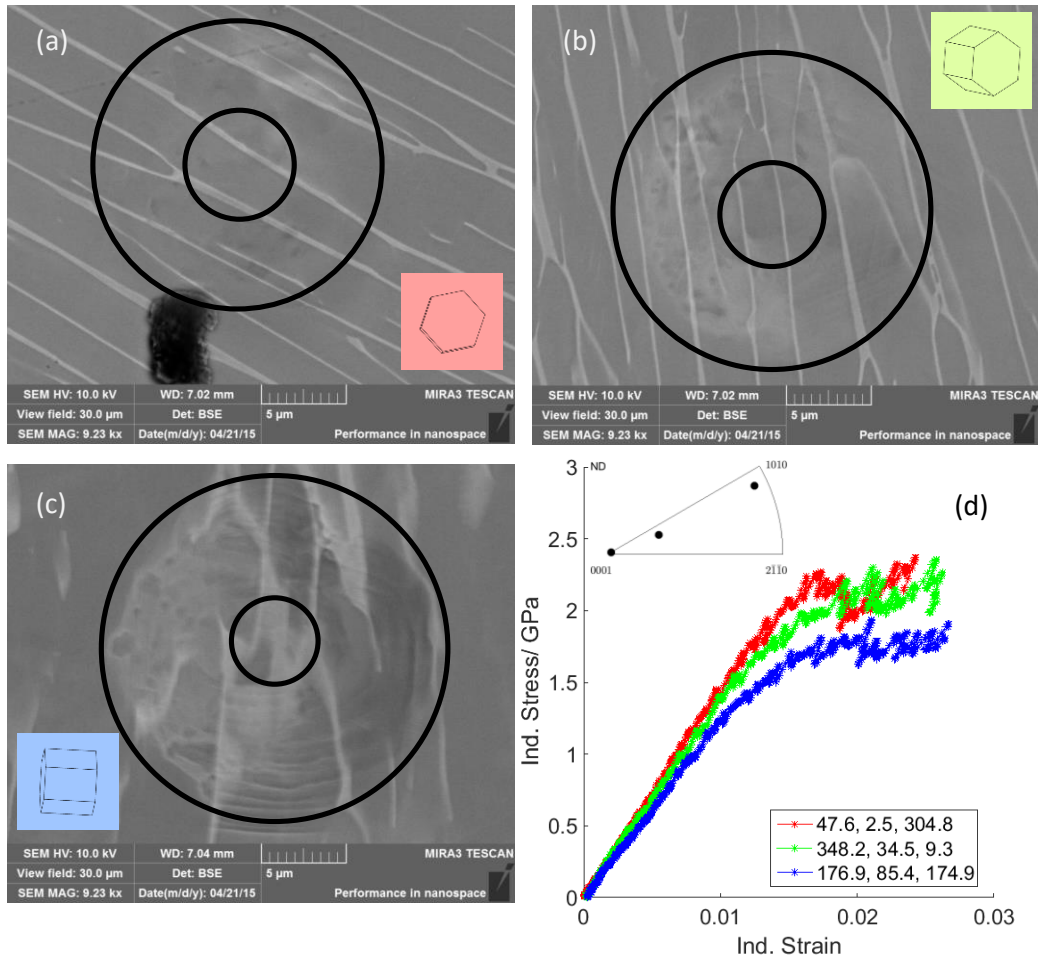 (a)
SEM HV: 10.0 kV WD: 7.02 mm MIRA3 TESCAN
View field: 30.0 µm Det: BSE 5 µm
SEM MAG: 9.23 kx Date(m/d/y): 04/21/15 Performance in nanospace
(b)
SEM HV: 10.0 kV WD: 7.02 mm MIRA3 TESCAN
View field: 30.0 µm Det: BSE 5 µm
SEM MAG: 9.23 kx Date(m/d/y): 04/21/15 Performance in nanospace
(c)
SEM HV: 10.0 kV WD: 7.04 mm MIRA3 TESCAN
View field: 30.0 µm Det: BSE 5 µm
SEM MAG: 9.23 kx Date(m/d/y): 04/21/15 Performance in nanospace
(d)
ND
1010
0001
2110
3
2.5
2
1.5
1
0.5
0
Ind. Stress/ GPa
47.6, 2.5, 304.8
348.2, 34.5, 9.3
176.9, 85.4, 174.9
0 0.01 0.02 0.03
Ind. Strain